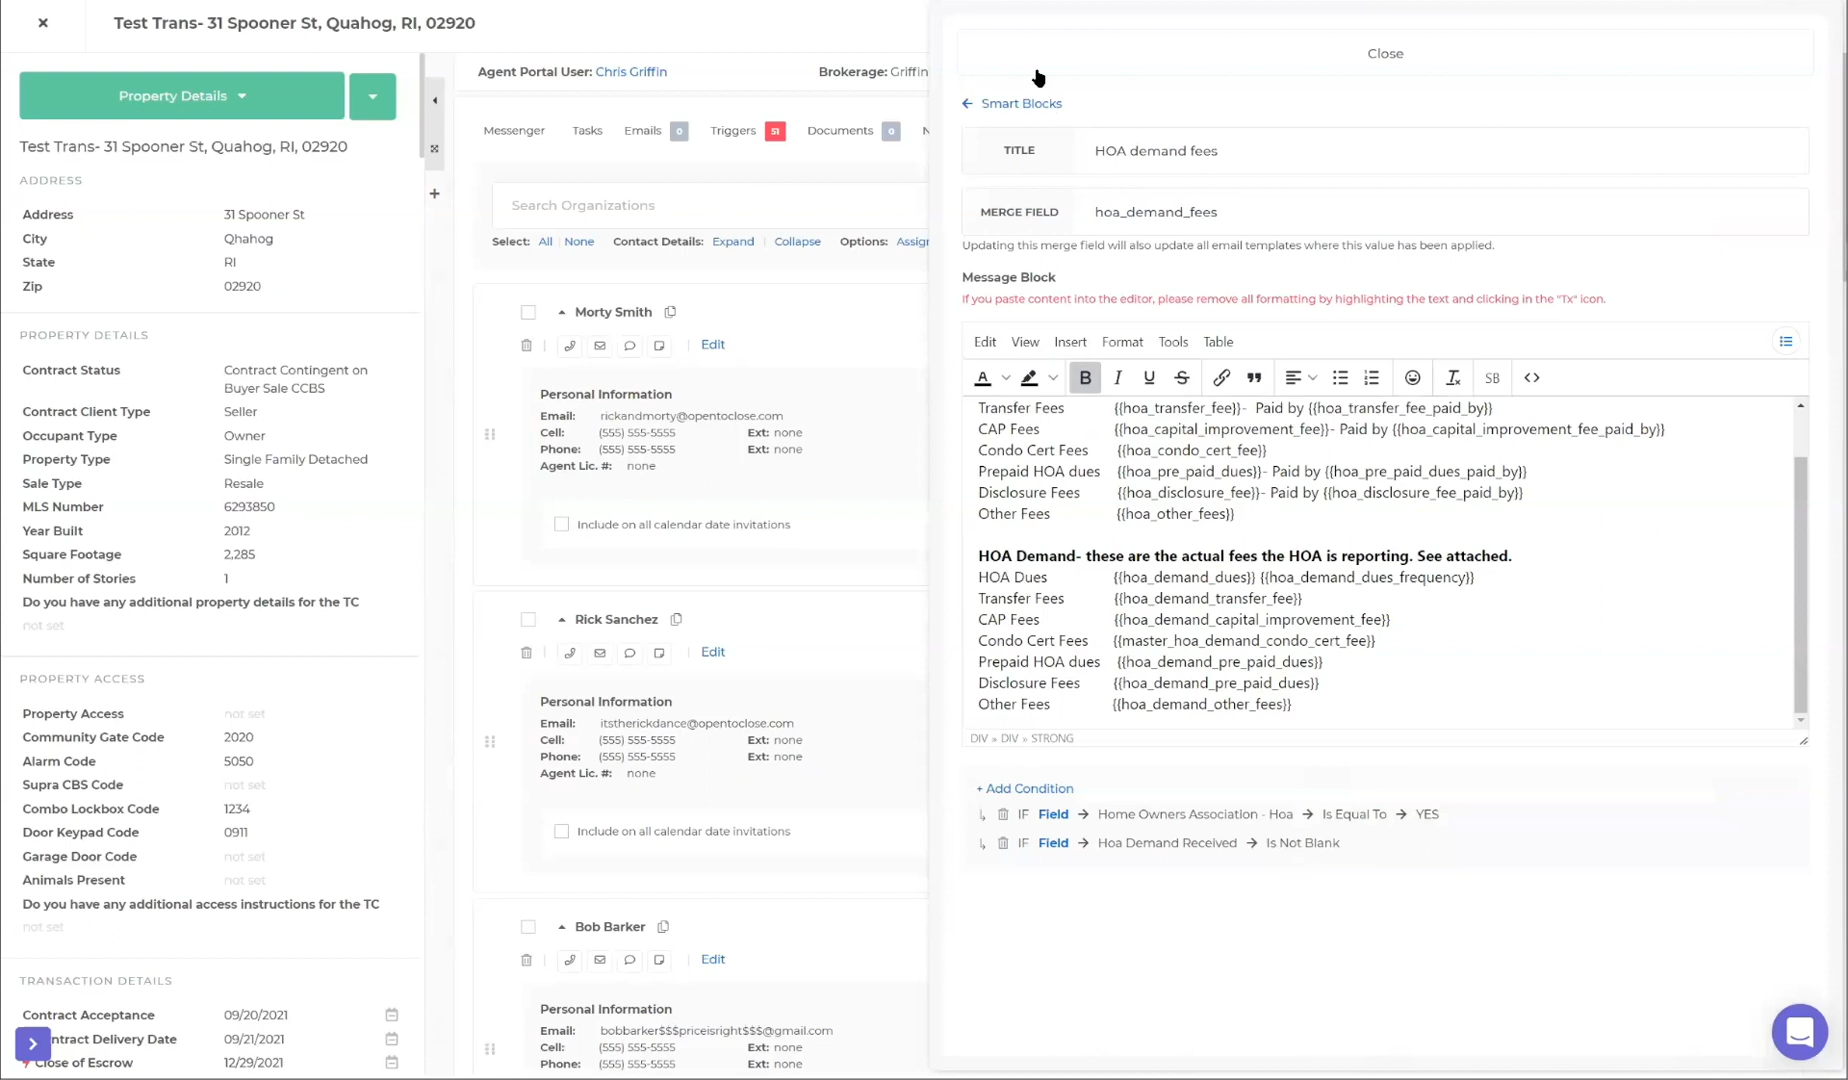 Test Trans- 31 Spooner St, Quahog, RI, 02920
Property Details
Test Trans- 31 Spooner St, Quahog, RI, 02920
ADDRESS
Address 31 Spooner St
City Qhahog
State RI
Zip 02920
PROPERTY DETAILS
Contract Status Contract Contingent on
Buyer Sale CCBS
Contract Client Type Seller
Occupant Type Owner
Property Type Single Family Detached
Sale Type Resale
MLS Number 6293850
Year Built 2012
Square Footage 2,285
Number of Stories 1
Do you have any additional property details for the TC
not set
PROPERTY ACCESS
Property Access not set
Community Gate Code 2020
Alarm Code 5050
Supra CBS Code not set
Combo Lockbox Code 1234
Door Keypad Code 0911
Garage Door Code not set
Animals Present not set
Do you have any additional access instructions for the TC
not set
TRANSACTION DETAILS
Contract Acceptance 09/20/2021
ntract Delivery Date 09/21/2021
Close of Escrow 12/29/2021
Agent Portal User: Chris Griffin Brokerage: Griffin
Messenger Tasks Emails 0 Triggers 51 Documents 0 N
Search Organizations
Select: All | None Contact Details: Expand | Collapse Options: Assign
Morty Smith
Edit
Personal Information
Email: rickandmorty@opentoclose.com
Cell: (555) 555-5555 Ext: none
Phone: (555) 555-5555 Ext: none
Agent Lic. #: none
Include on all calendar date invitations
Rick Sanchez
Edit
Personal Information
Email: itstherickdance@opentoclose.com
Cell: (555) 555-5555 Ext: none
Phone: (555) 555-5555 Ext: none
Agent Lic. #: none
Include on all calendar date invitations
Bob Barker
Edit
Personal Information
Email: bobbarker$$$priceisright$$$@gmail.com
Cell: (555) 555-5555 Ext: none
Phone: (555) 555-5555 Ext: none
Close
Smart Blocks
TITLE HOA demand fees
MERGE FIELD hoa_demand_fees
Updating this merge field will also update all email templates where this value has been applied.
Message Block
If you paste content into the editor, please remove all formatting by highlighting the text and clicking in the "Tx" icon.
Edit View Insert Format Tools Table
A B I U S SB
Transfer Fees {{hoa_transfer_fee}}- Paid by {{hoa_transfer_fee_paid_by}}
CAP Fees {{hoa_capital_improvement_fee}}- Paid by {{hoa_capital_improvement_fee_paid_by}}
Condo Cert Fees {{hoa_condo_cert_fee}}
Prepaid HOA dues {{hoa_pre_paid_dues}}- Paid by {{hoa_pre_paid_dues_paid_by}}
Disclosure Fees {{hoa_disclosure_fee}}- Paid by {{hoa_disclosure_fee_paid_by}}
Other Fees {{hoa_other_fees}}
HOA Demand- these are the actual fees the HOA is reporting. See attached.
HOA Dues {{hoa_demand_dues}} {{hoa_demand_dues_frequency}}
Transfer Fees {{hoa_demand_transfer_fee}}
CAP Fees {{hoa_demand_capital_improvement_fee}}
Condo Cert Fees {{master_hoa_demand_condo_cert_fee}}
Prepaid HOA dues {{hoa_demand_pre_paid_dues}}
Disclosure Fees {{hoa_demand_pre_paid_dues}}
Other Fees {{hoa_demand_other_fees}}
DIV » DIV » STRONG
+ Add Condition
IF Field → Home Owners Association - Hoa → Is Equal To → YES
IF Field → Hoa Demand Received → Is Not Blank